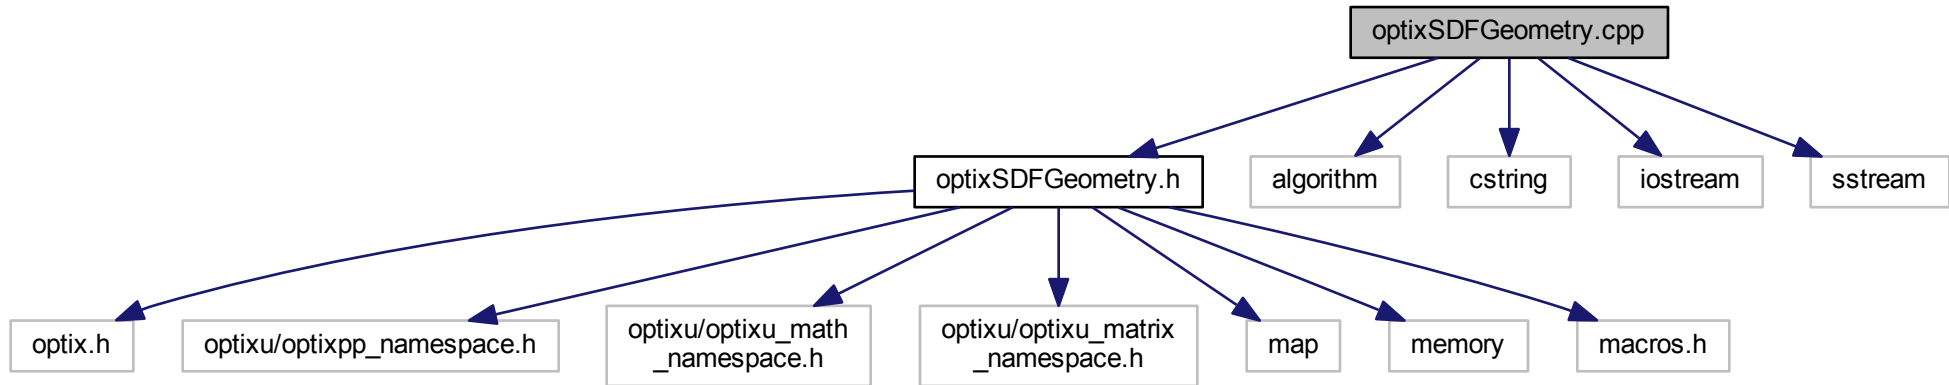 optixSDFGeometry.cpp
optixSDFGeometry.h
algorithm
cstring
iostream
sstream
optix.h
optixu/optixpp_namespace.h
optixu/optixu_math
_namespace.h
optixu/optixu_matrix
_namespace.h
map
memory
macros.h